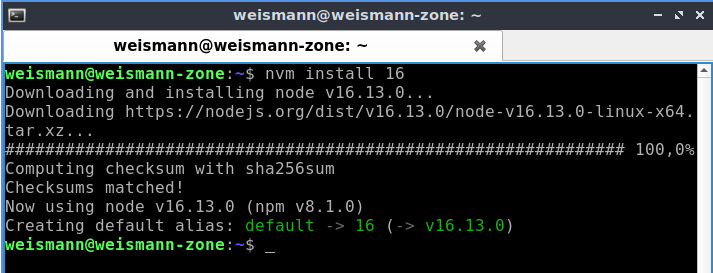 weismann@weismann-zone: ~
weismann@weismann-zone: ~
weismann@weismann-zone:~$ nvm install 16
Downloading and installing node v16.13.0...
Downloading https://nodejs.org/dist/v16.13.0/node-v16.13.0-linux-x64.
tar.xz...
############################################################## 100,0%
Computing checksum with sha256sum
Checksums matched!
Now using node v16.13.0 (npm v8.1.0)
Creating default alias: default -> 16 (-> v16.13.0)
weismann@weismann-zone:~$ _